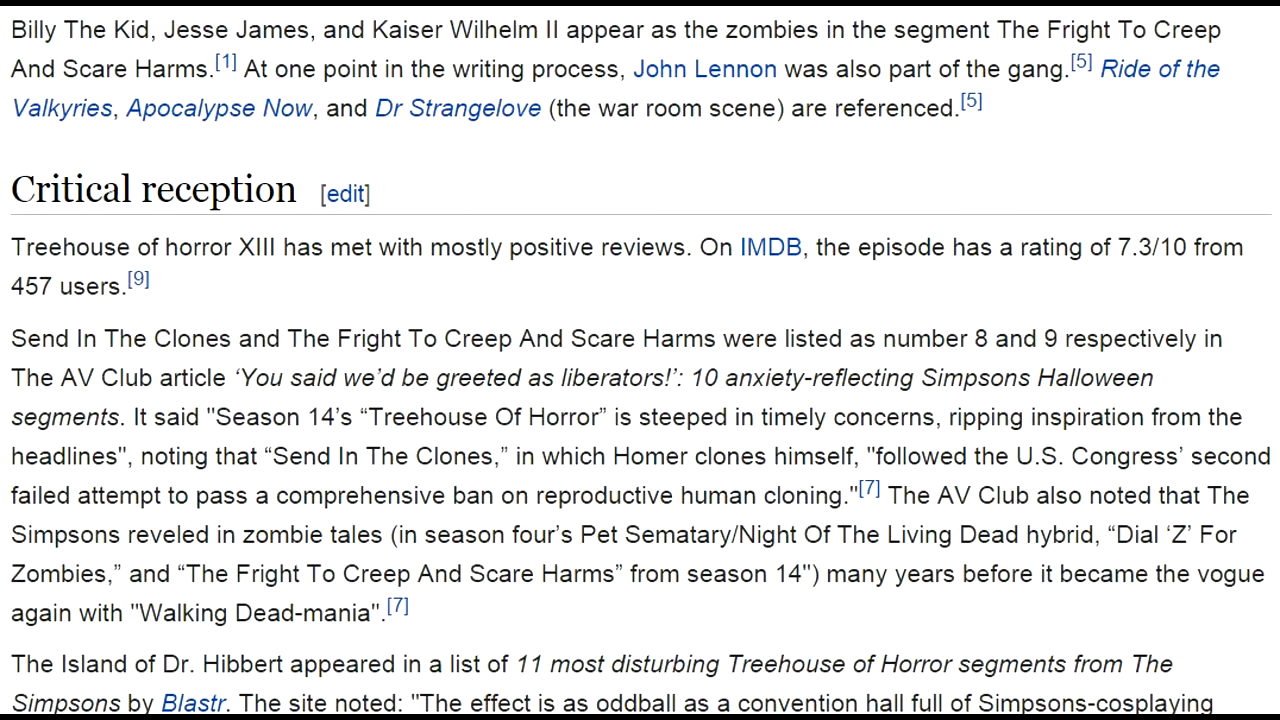 Billy The Kid, Jesse James, and Kaiser Wilhelm II appear as the zombies in the segment The Fright To Creep
And Scare Harms.[1] At one point in the writing process, John Lennon was also part of the gang.[5] Ride of the
Valkyries, Apocalypse Now, and Dr Strangelove (the war room scene) are referenced.[5]
Critical reception [edit]
Treehouse of horror XIII has met with mostly positive reviews. On IMDB, the episode has a rating of 7.3/10 from
457 users.[9]
Send In The Clones and The Fright To Creep And Scare Harms were listed as number 8 and 9 respectively in
The AV Club article ‘You said we’d be greeted as liberators!’: 10 anxiety-reflecting Simpsons Halloween
segments. It said "Season 14’s “Treehouse Of Horror” is steeped in timely concerns, ripping inspiration from the
headlines", noting that “Send In The Clones,” in which Homer clones himself, "followed the U.S. Congress’ second
failed attempt to pass a comprehensive ban on reproductive human cloning."[7] The AV Club also noted that The
Simpsons reveled in zombie tales (in season four’s Pet Sematary/Night Of The Living Dead hybrid, “Dial ‘Z’ For
Zombies,” and “The Fright To Creep And Scare Harms” from season 14") many years before it became the vogue
again with "Walking Dead-mania".[7]
The Island of Dr. Hibbert appeared in a list of 11 most disturbing Treehouse of Horror segments from The
Simpsons by Blastr. The site noted: "The effect is as oddball as a convention hall full of Simpsons-cosplaying